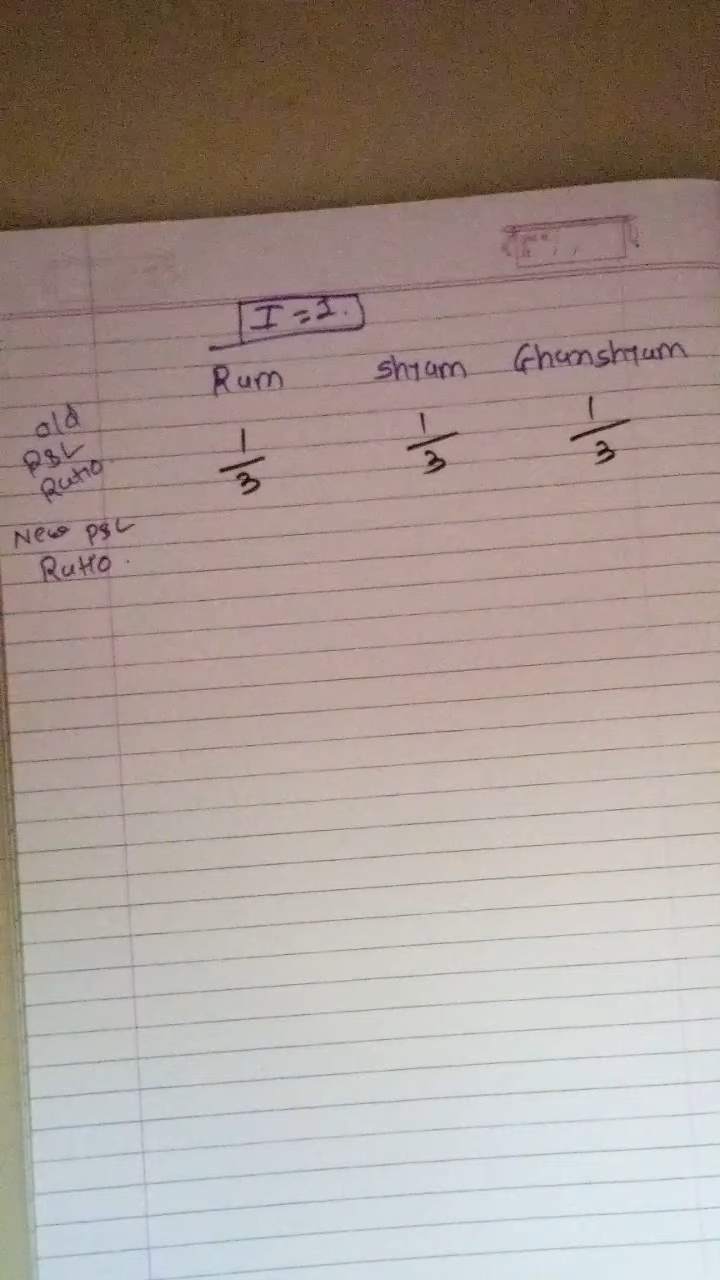 I = 1.
Ram Shyam Ghanshyam
old
P&L
Ratio
1/3 1/3 1/3
New P&L
Ratio.